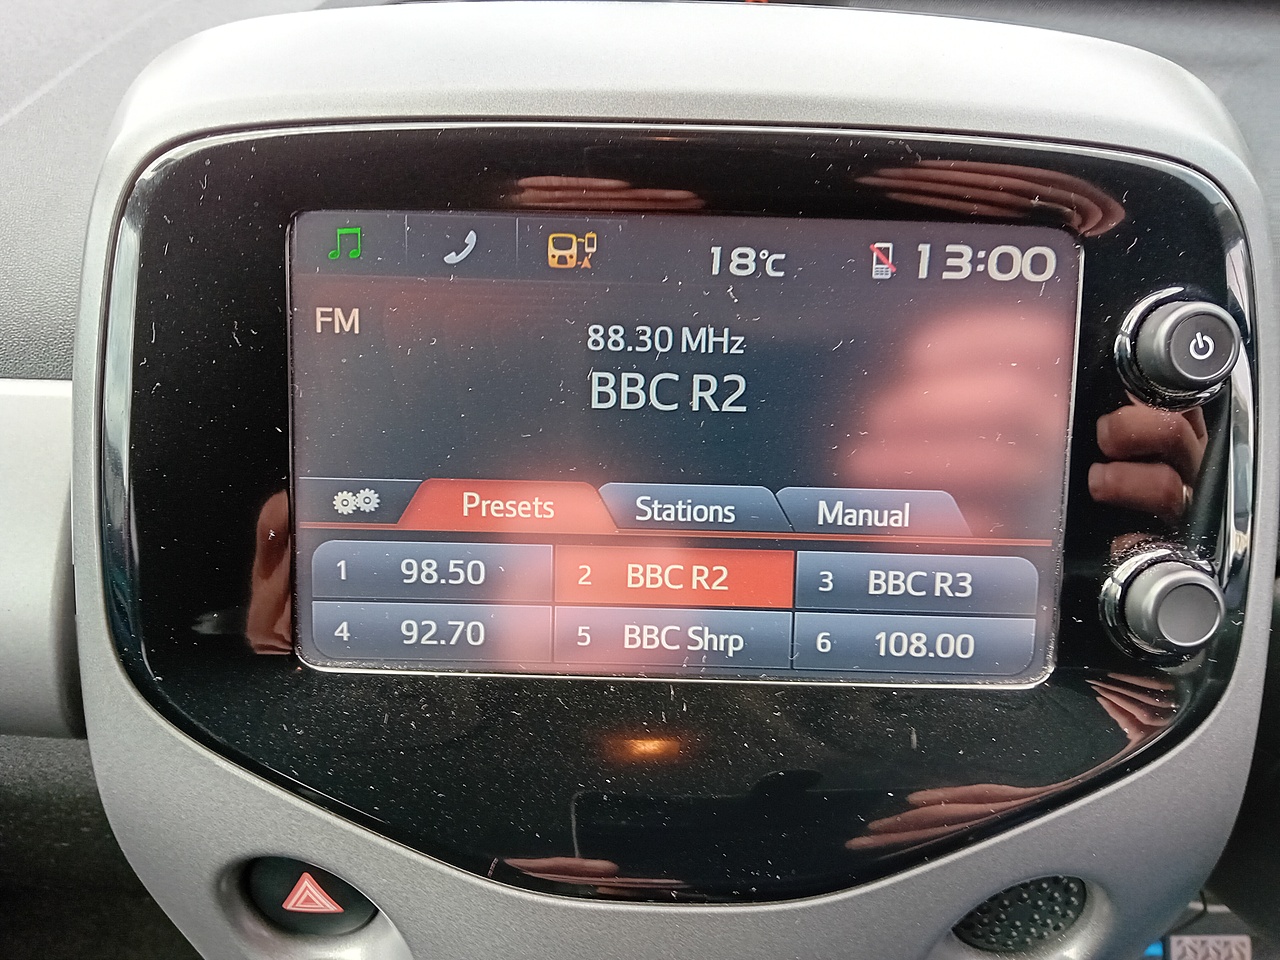 18°C 13:00
FM
88.30 MHz
BBC R2
Presets Stations Manual
1 98.50 2 BBC R2 3 BBC R3
4 92.70 5 BBC Shrp 6 108.00